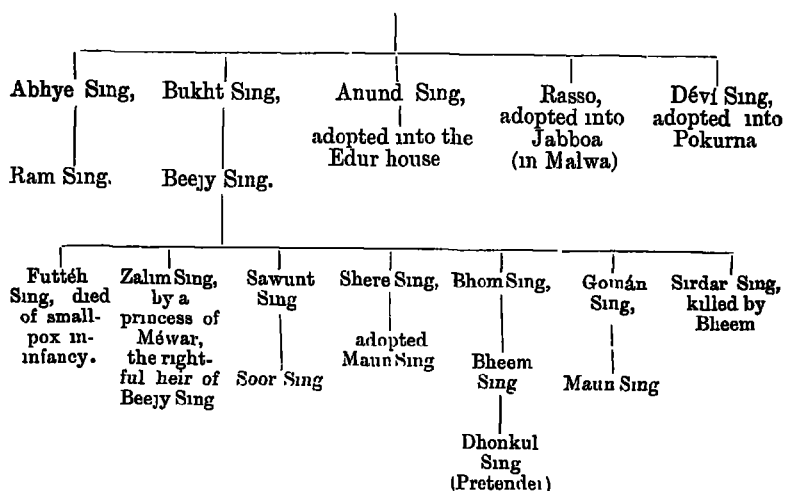 Abhye Sing,
Bukht Sing,
Anund Sing,
adopted into the
Edur house
Rasso,
adopted into
Jabboa
(in Malwa)
Déví Sing,
adopted into
Pokurna
Ram Sing.
Beejy Sing.
Futtéh
Sing, died
of small-
pox in-
infancy.
Zalim Sing,
by a
princess of
Méwar,
the right-
ful heir of
Beejy Sing
Sawunt
Sing
Soor Sing
Shere Sing,
adopted
Maun Sing
Bhom Sing,
Bheem
Sing
Dhonkul
Sing
(Pretender)
Gomán
Sing,
Maun Sing
Sirdar Sing,
killed by
Bheem